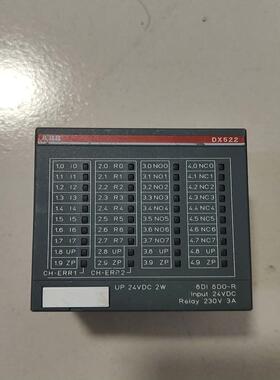 ABB
DX522
1.0 I0 2.0 R0 3.0 NO0 4.0 NC0
1.1 I1 2.1 R1 3.1 NO1 4.1 NC1
1.2 I2 2.2 R2 3.2 NO2 4.2 NC2
1.3 I3 2.3 R3 3.3 NO3 4.3 NC3
1.4 I4 2.4 R4 3.4 NO4 4.4 NC4
1.5 I5 2.5 R5 3.5 NO5 4.5 NC5
1.6 I6 2.6 R6 3.6 NO6 4.6 NC6
1.7 I7 2.7 R7 3.7 NO7 4.7 NC7
1.8 UP 2.8 UP 3.8 UP 4.8 UP
1.9 ZP 2.9 ZP 3.9 ZP 4.9 ZP
CH-ERR1 CH-ERR2
UP 24VDC 2W 8DI 8DO-R
Input 24VDC
Relay 230V 3A